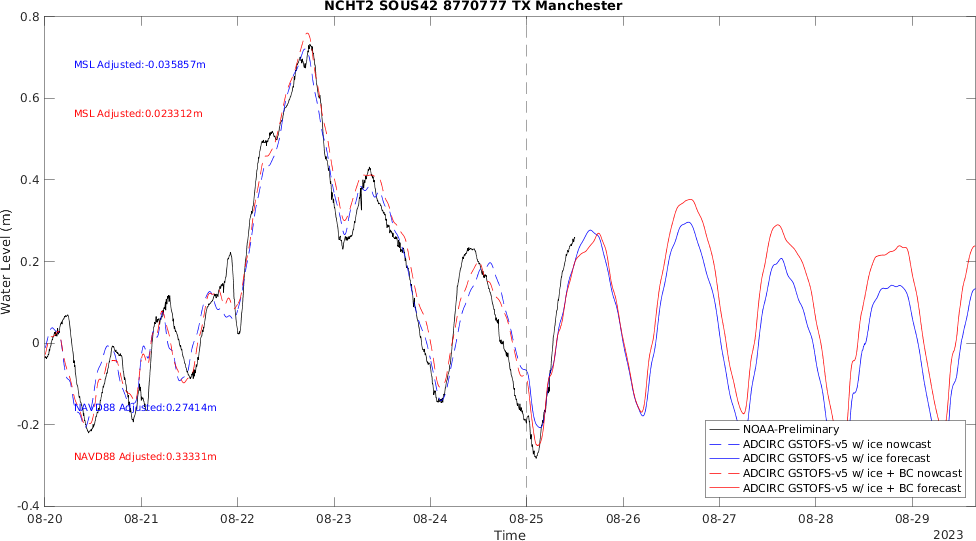 NCHT2 SOUS42 8770777 TX Manchester
0.8
MSL Adjusted:-0.035857m
0.6
MSL Adjusted:0.023312m
0.4
Water Level (m)
0.2
0
NAVD88 Adjusted:0.27414m
-0.2
NOAA-Preliminary
ADCIRC GSTOFS-v5 w/ ice nowcast
NAVD88 Adjusted:0.33331m
ADCIRC GSTOFS-v5 w/ ice forecast
ADCIRC GSTOFS-v5 w/ ice + BC nowcast
ADCIRC GSTOFS-v5 w/ ice + BC forecast
-0.4
08-20 08-21 08-22 08-23 08-24 08-25 08-26 08-27 08-28 08-29
Time
2023